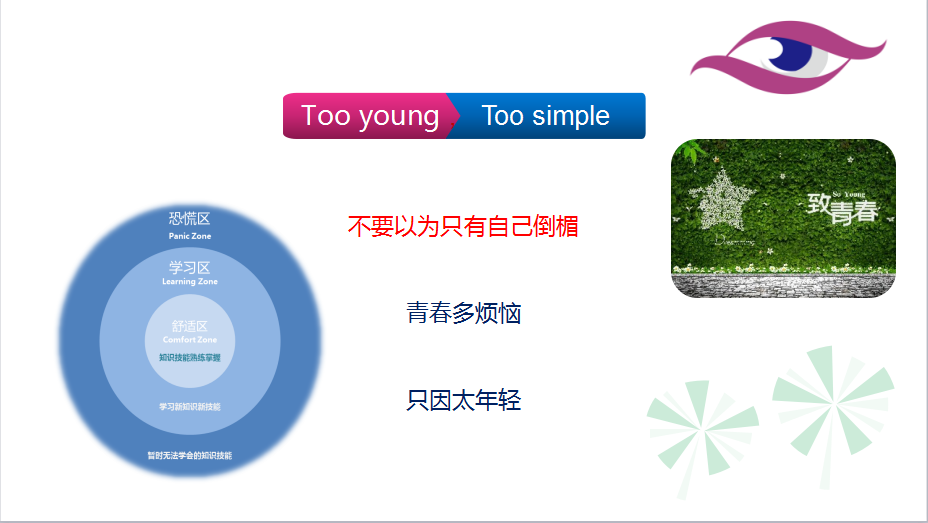 Too young
Too simple
恐慌区
Panic Zone
学习区
Learning Zone
舒适区
Comfort Zone
知识技能熟练掌握
学习新知识新技能
暂时无法学会的知识技能
不要以为只有自己倒楣
青春多烦恼
只因太年轻
So Young
致青春
Dreaming